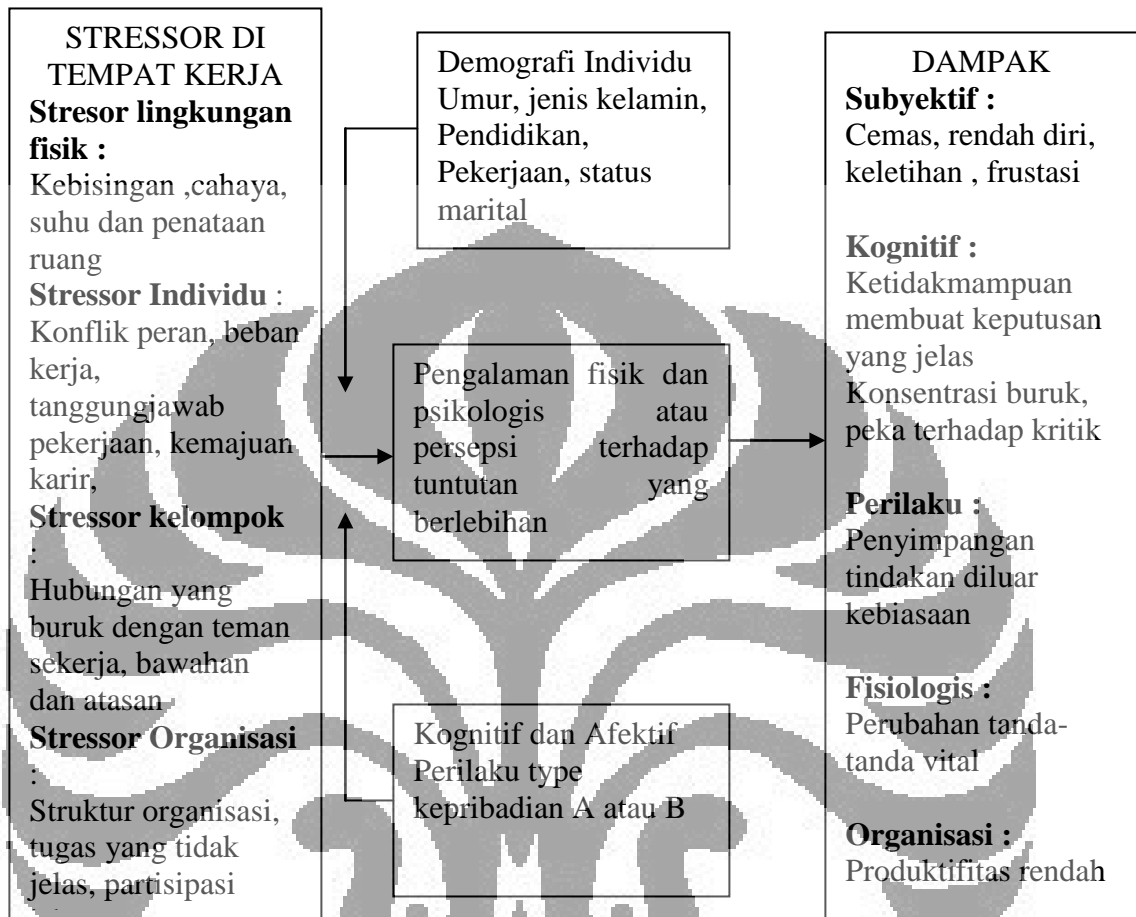 STRESSOR DI
TEMPAT KERJA
Stresor lingkungan
fisik :
Kebisingan ,cahaya,
suhu dan penataan
ruang
Stressor Individu :
Konflik peran, beban
kerja,
tanggungjawab
pekerjaan, kemajuan
karir,
Stressor kelompok
:
Hubungan yang
buruk dengan teman
sekerja, bawahan
dan atasan
Stressor Organisasi
:
Struktur organisasi,
tugas yang tidak
jelas, partisipasi
Demografi Individu
Umur, jenis kelamin,
Pendidikan,
Pekerjaan, status
marital
Pengalaman fisik dan
psikologis atau
persepsi terhadap
tuntutan yang
berlebihan
Kognitif dan Afektif
Perilaku type
kepribadian A atau B
DAMPAK
Subyektif :
Cemas, rendah diri,
keletihan , frustasi
Kognitif :
Ketidakmampuan
membuat keputusan
yang jelas
Konsentrasi buruk,
peka terhadap kritik
Perilaku :
Penyimpangan
tindakan diluar
kebiasaan
Fisiologis :
Perubahan tanda-
tanda vital
Organisasi :
Produktifitas rendah